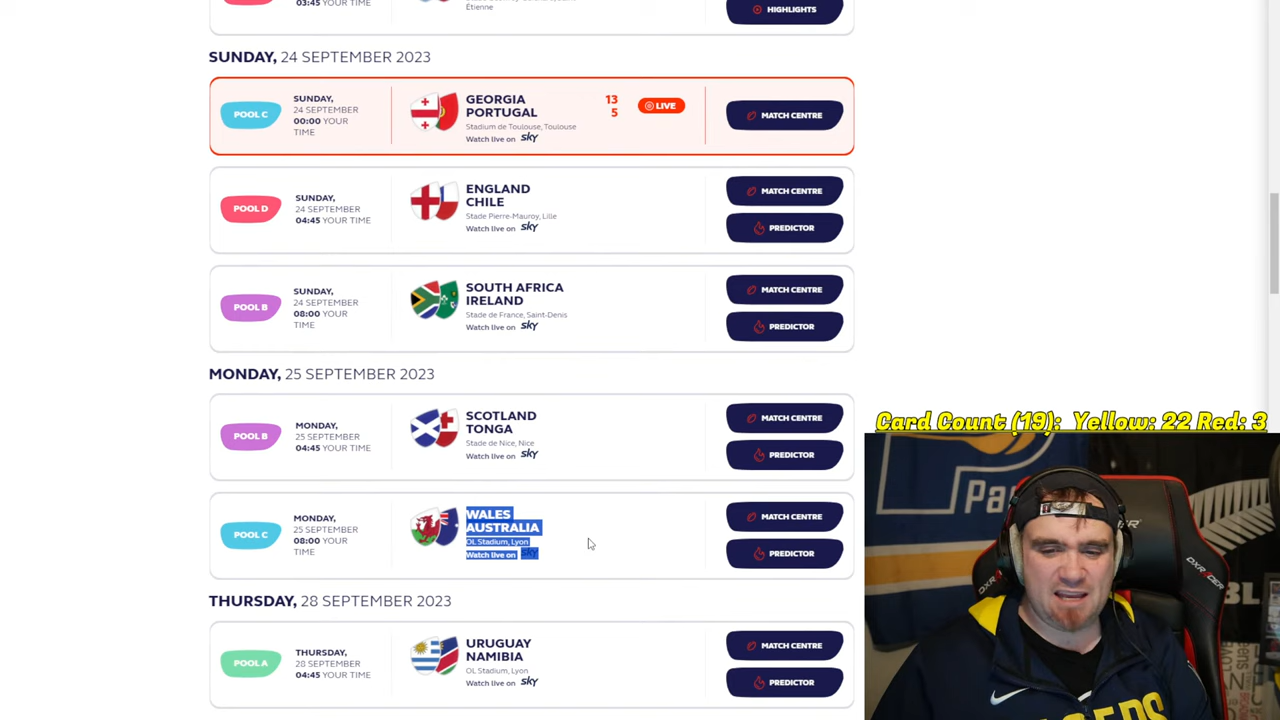 03:45 YOUR TIME
Étienne
HIGHLIGHTS
SUNDAY, 24 SEPTEMBER 2023
POOL C
SUNDAY,
24 SEPTEMBER
00:00 YOUR
TIME
GEORGIA 13
PORTUGAL 5
Stadium de Toulouse, Toulouse
Watch live on sky
LIVE
MATCH CENTRE
POOL D
SUNDAY,
24 SEPTEMBER
04:45 YOUR TIME
ENGLAND
CHILE
Stade Pierre-Mauroy, Lille
Watch live on sky
MATCH CENTRE
PREDICTOR
POOL B
SUNDAY,
24 SEPTEMBER
08:00 YOUR
TIME
SOUTH AFRICA
IRELAND
Stade de France, Saint-Denis
Watch live on sky
MATCH CENTRE
PREDICTOR
MONDAY, 25 SEPTEMBER 2023
POOL B
MONDAY,
25 SEPTEMBER
04:45 YOUR TIME
SCOTLAND
TONGA
Stade de Nice, Nice
Watch live on sky
MATCH CENTRE
PREDICTOR
POOL C
MONDAY,
25 SEPTEMBER
08:00 YOUR
TIME
WALES
AUSTRALIA
OL Stadium, Lyon
Watch live on sky
MATCH CENTRE
PREDICTOR
THURSDAY, 28 SEPTEMBER 2023
POOL A
THURSDAY,
28 SEPTEMBER
04:45 YOUR TIME
URUGUAY
NAMIBIA
OL Stadium, Lyon
Watch live on sky
MATCH CENTRE
PREDICTOR
Card Count (19): Yellow: 22 Red: 3
Pa
DXRACER